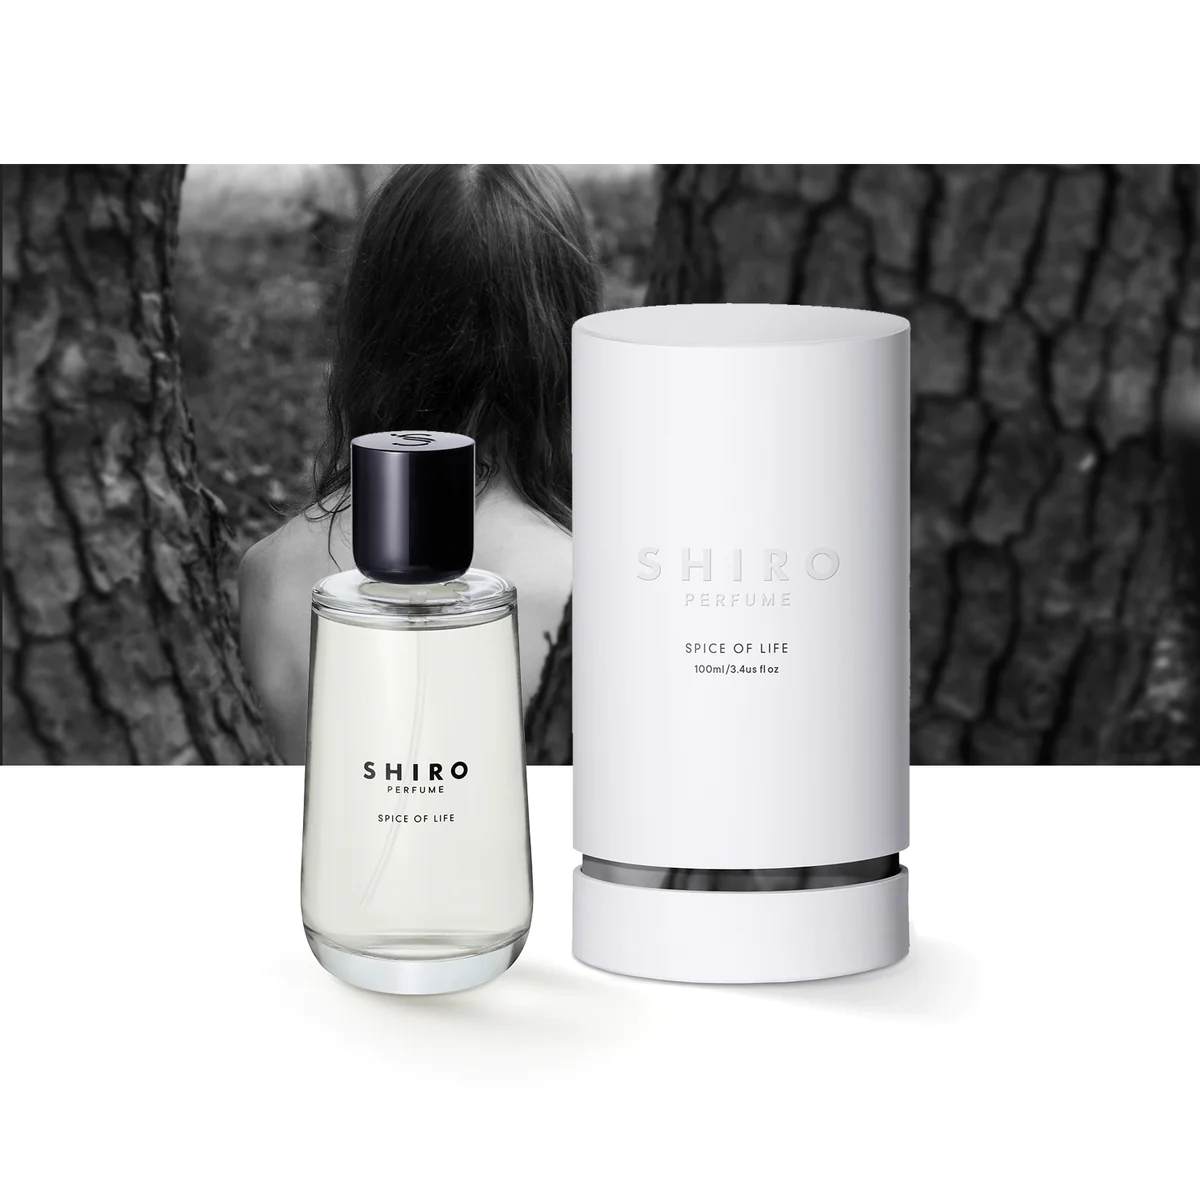 S
SHIRO
PERFUME
SPICE OF LIFE
SHIRO
PERFUME
SPICE OF LIFE
100ml/3.4us fl oz